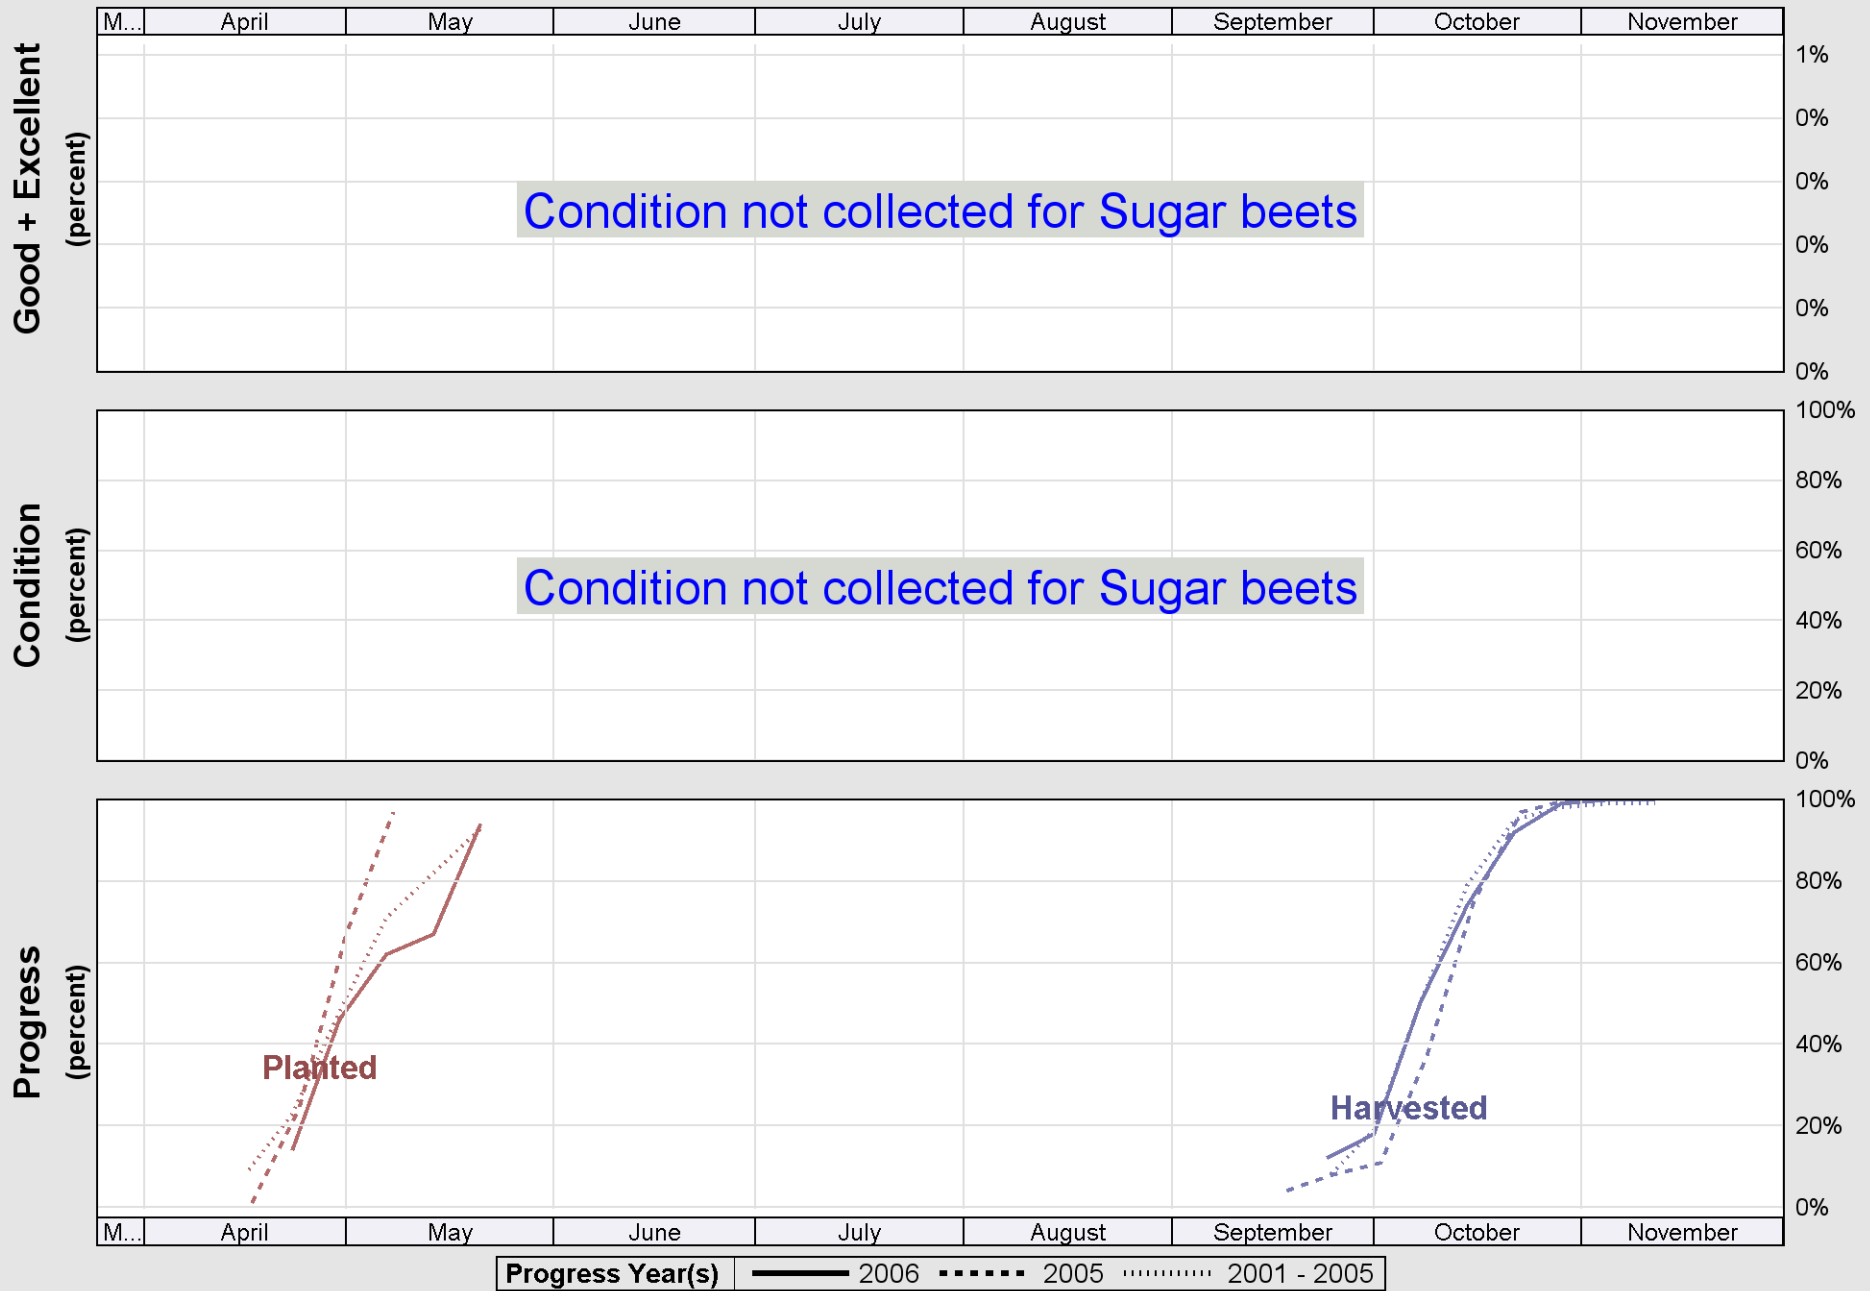 M... April May June July August September October November
Good + Excellent
(percent)
1%
0%
0%
0%
0%
0%
Condition not collected for Sugar beets
Condition
(percent)
100%
80%
60%
40%
20%
0%
Condition not collected for Sugar beets
Progress
(percent)
100%
80%
60%
40%
20%
0%
Planted
Harvested
M... April May June July August September October November
Progress Year(s) 2006 2005 2001 - 2005